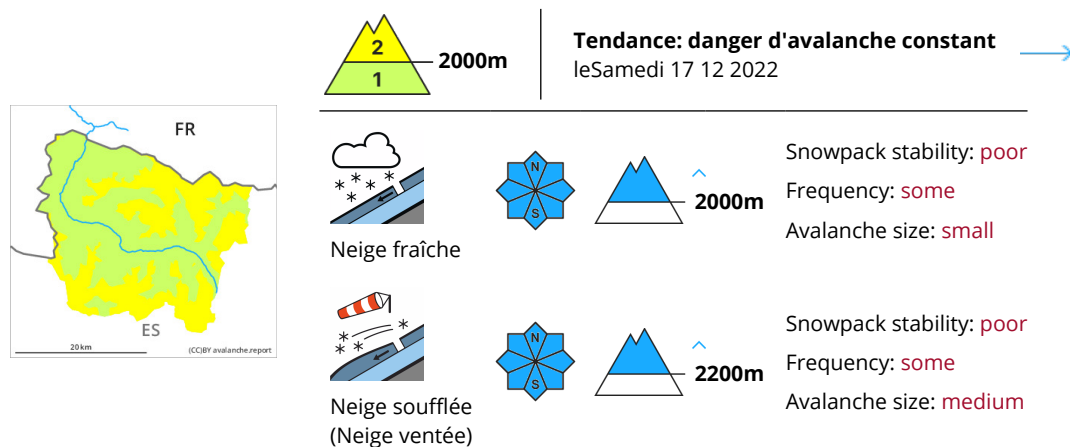 2
1
2000m
Tendance: danger d'avalanche constant
leSamedi 17 12 2022
FR
ES
20 km
(CC)BY avalanche.report
N
S
2000m
Snowpack stability: poor
Frequency: some
Avalanche size: small
Neige fraîche
N
S
2200m
Snowpack stability: poor
Frequency: some
Avalanche size: medium
Neige soufflée
(Neige ventée)